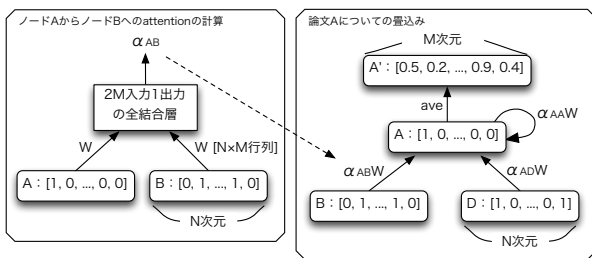 ノードAからノードBへのattentionの計算
α AB
2M入力1出力
の全結合層
W
W [N×M行列]
A：[1, 0, ..., 0, 0]
B：[0, 1, ..., 1, 0]
N次元
論文Aについての畳込み
M次元
A'：[0.5, 0.2, ..., 0.9, 0.4]
ave
A：[1, 0, ..., 0, 0]
α AAW
α ABW
α ADW
B：[0, 1, ..., 1, 0]
D：[1, 0, ..., 0, 1]
N次元